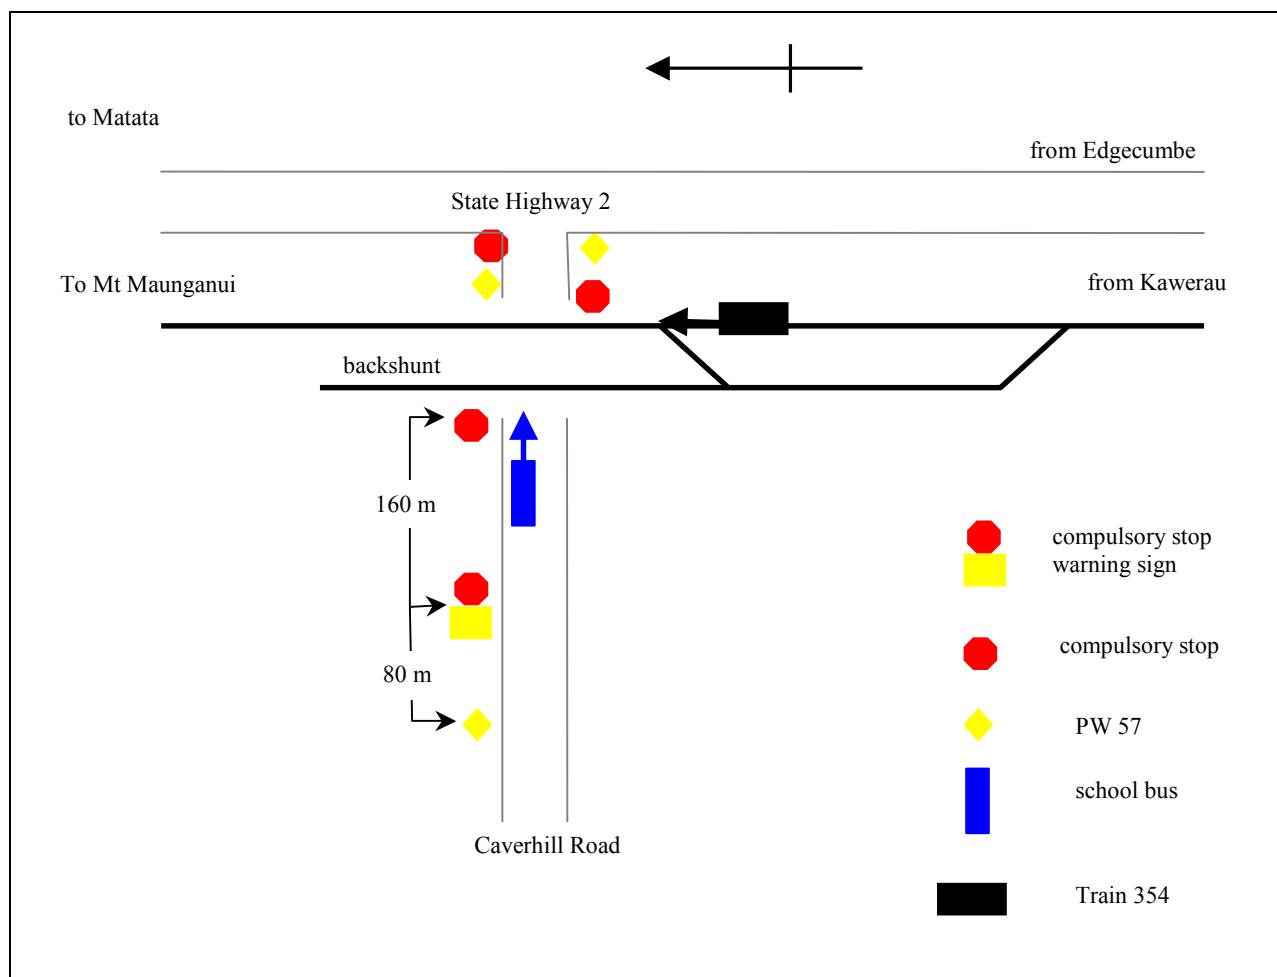 to Matata
from Edgecumbe
State Highway 2
To Mt Maunganui
from Kawerau
backshunt
160 m
compulsory stop
warning sign
compulsory stop
80 m
PW 57
school bus
Caverhill Road
Train 354